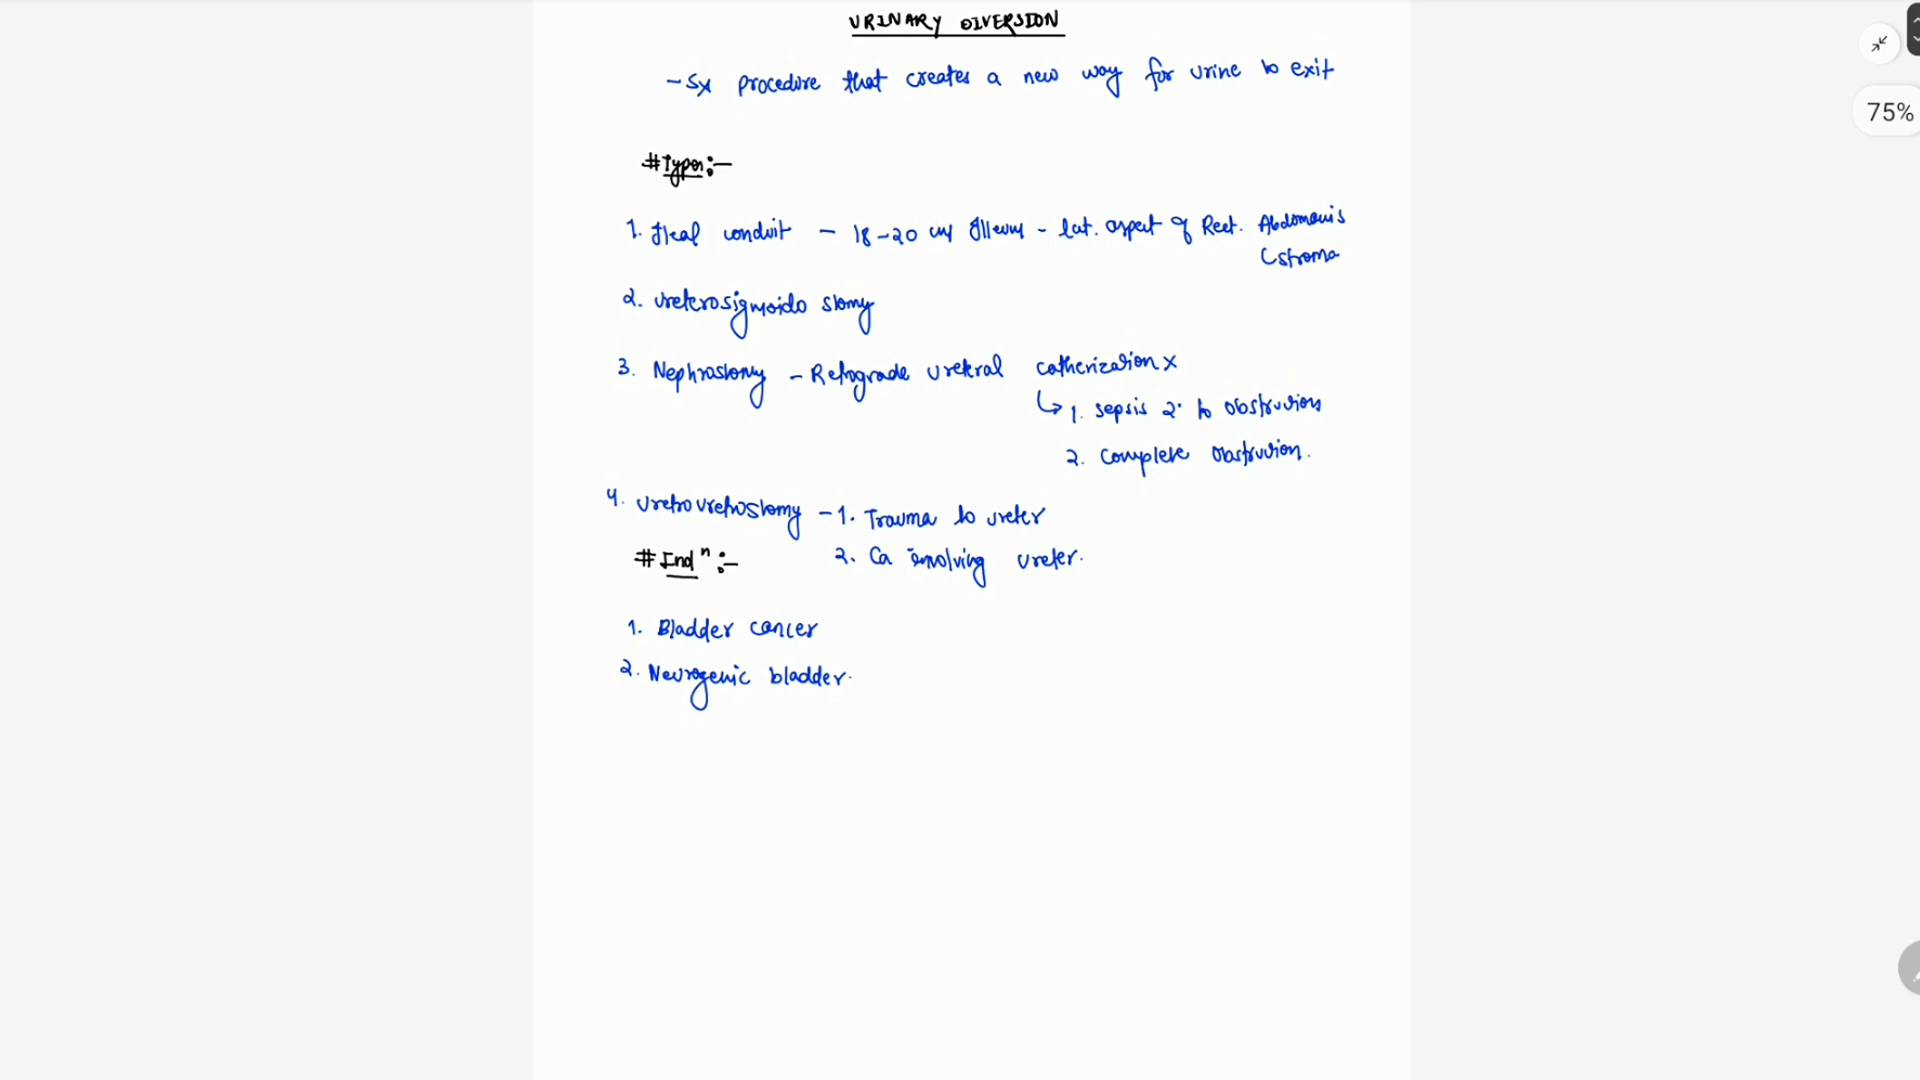 URINARY DIVERSION
- Sx procedure that creates a new way for urine to exit
# Types :-
1. Ileal conduit - 18-20 cm Illeum - lat. aspect of Rect. Abdomanis
(stroma
2. Ureterosigmoido stomy
3. Nephrostomy - Retrograde ureteral catherization x
↳ 1. sepsis 2° to obstruction
2. Complete obstruction.
4. Uretrouretrostomy - 1. Trauma to ureter
2. Ca involving ureter.
# Indⁿ :-
1. Bladder cancer
2. Neurogenic bladder.
75%